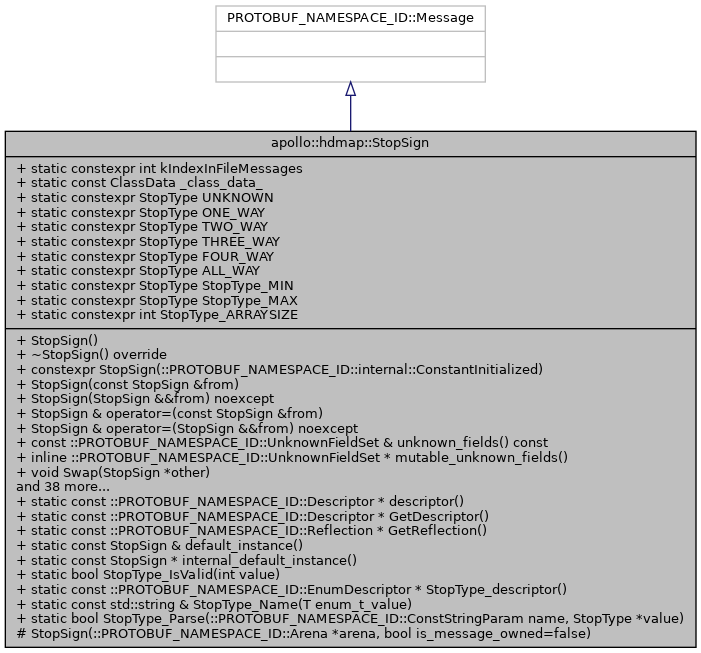 PROTOBUF_NAMESPACE_ID::Message
apollo::hdmap::StopSign
+ static constexpr int kIndexInFileMessages
+ static const ClassData _class_data_
+ static constexpr StopType UNKNOWN
+ static constexpr StopType ONE_WAY
+ static constexpr StopType TWO_WAY
+ static constexpr StopType THREE_WAY
+ static constexpr StopType FOUR_WAY
+ static constexpr StopType ALL_WAY
+ static constexpr StopType StopType_MIN
+ static constexpr StopType StopType_MAX
+ static constexpr int StopType_ARRAYSIZE
+ StopSign()
+ ~StopSign() override
+ constexpr StopSign(::PROTOBUF_NAMESPACE_ID::internal::ConstantInitialized)
+ StopSign(const StopSign &from)
+ StopSign(StopSign &&from) noexcept
+ StopSign & operator=(const StopSign &from)
+ StopSign & operator=(StopSign &&from) noexcept
+ const ::PROTOBUF_NAMESPACE_ID::UnknownFieldSet & unknown_fields() const
+ inline ::PROTOBUF_NAMESPACE_ID::UnknownFieldSet * mutable_unknown_fields()
+ void Swap(StopSign *other)
and 38 more...
+ static const ::PROTOBUF_NAMESPACE_ID::Descriptor * descriptor()
+ static const ::PROTOBUF_NAMESPACE_ID::Descriptor * GetDescriptor()
+ static const ::PROTOBUF_NAMESPACE_ID::Reflection * GetReflection()
+ static const StopSign & default_instance()
+ static const StopSign * internal_default_instance()
+ static bool StopType_IsValid(int value)
+ static const ::PROTOBUF_NAMESPACE_ID::EnumDescriptor * StopType_descriptor()
+ static const std::string & StopType_Name(T enum_t_value)
+ static bool StopType_Parse(::PROTOBUF_NAMESPACE_ID::ConstStringParam name, StopType *value)
# StopSign(::PROTOBUF_NAMESPACE_ID::Arena *arena, bool is_message_owned=false)